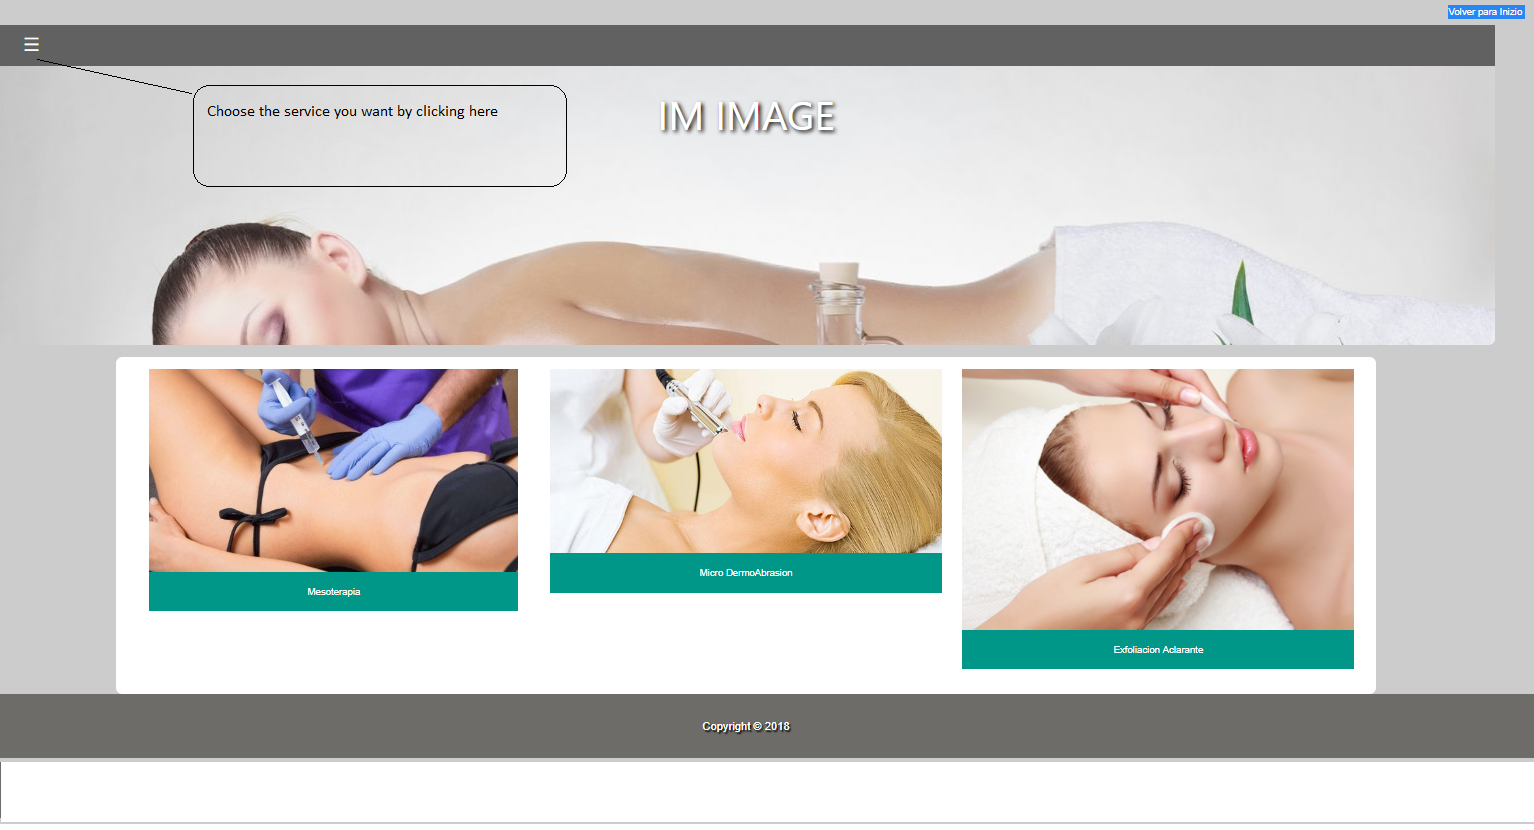 Volver para Inizio
☰
Choose the service you want by clicking here
IM IMAGE
Mesoterapia
Micro DermoAbrasion
Exfoliacion Aclarante
Copyright © 2018